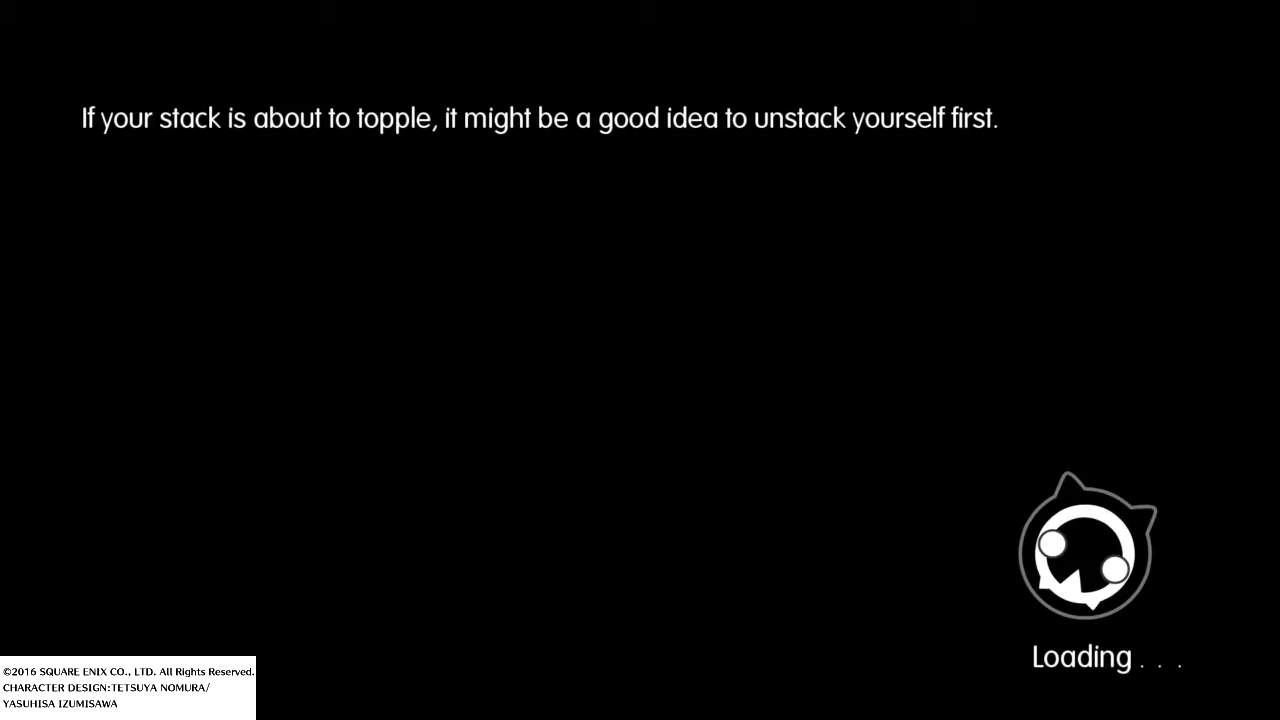 If your stack is about to topple, it might be a good idea to unstack yourself first.
Loading . . .
©2016 SQUARE ENIX CO., LTD. All Rights Reserved.
CHARACTER DESIGN:TETSUYA NOMURA/
YASUHISA IZUMISAWA